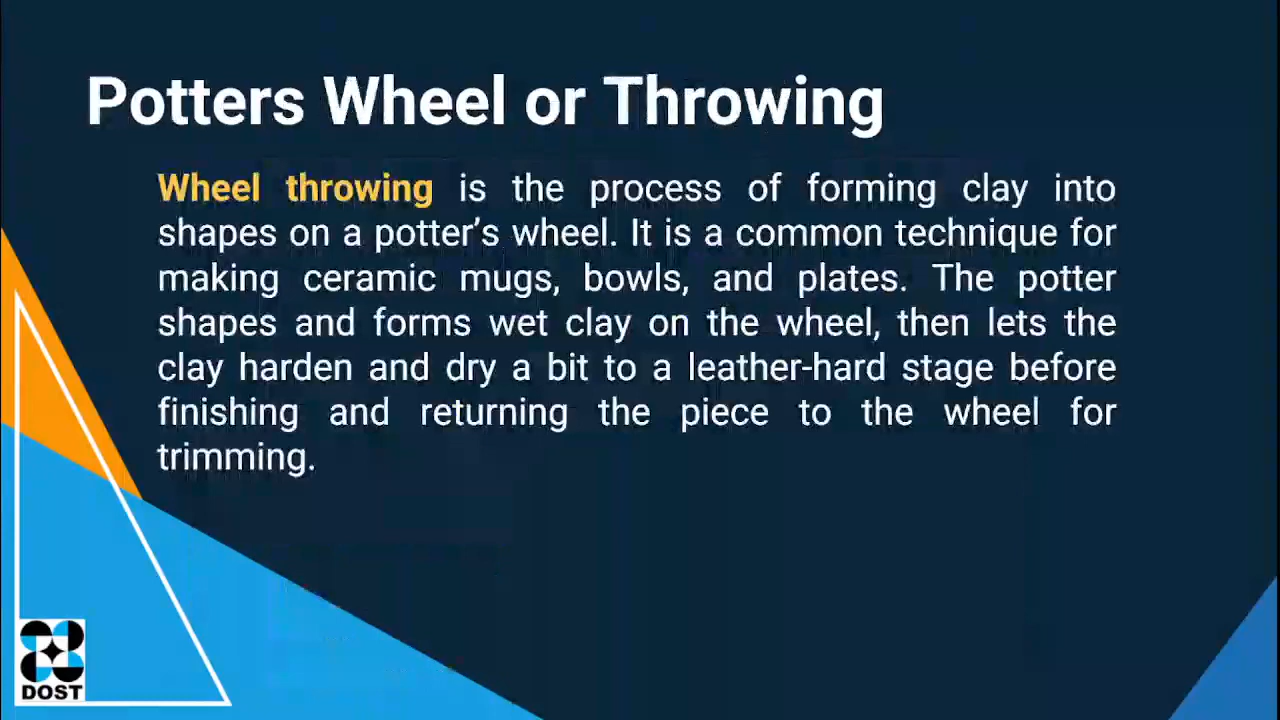 Potters Wheel or Throwing
Wheel throwing is the process of forming clay into
shapes on a potter’s wheel. It is a common technique for
making ceramic mugs, bowls, and plates. The potter
shapes and forms wet clay on the wheel, then lets the
clay harden and dry a bit to a leather-hard stage before
finishing and returning the piece to the wheel for
trimming.
DOST